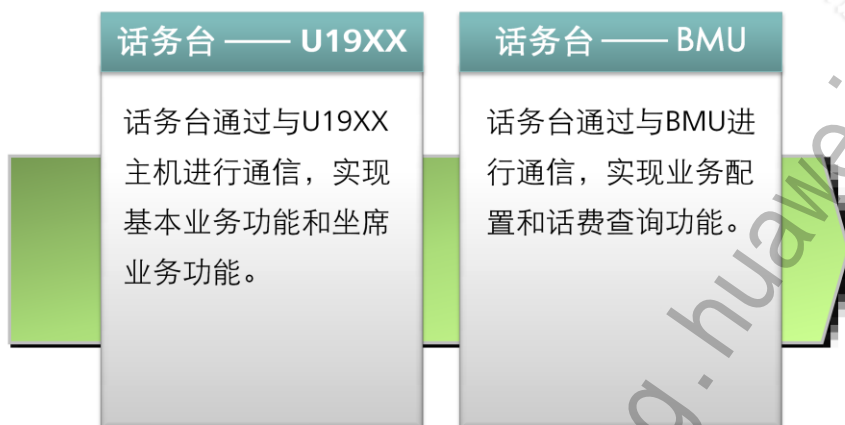 话务台 —— U19XX
话务台通过与U19XX
主机进行通信，实现
基本业务功能和坐席
业务功能。
话务台 —— BMU
话务台通过与BMU进
行通信，实现业务配
置和话费查询功能。
g.huawe